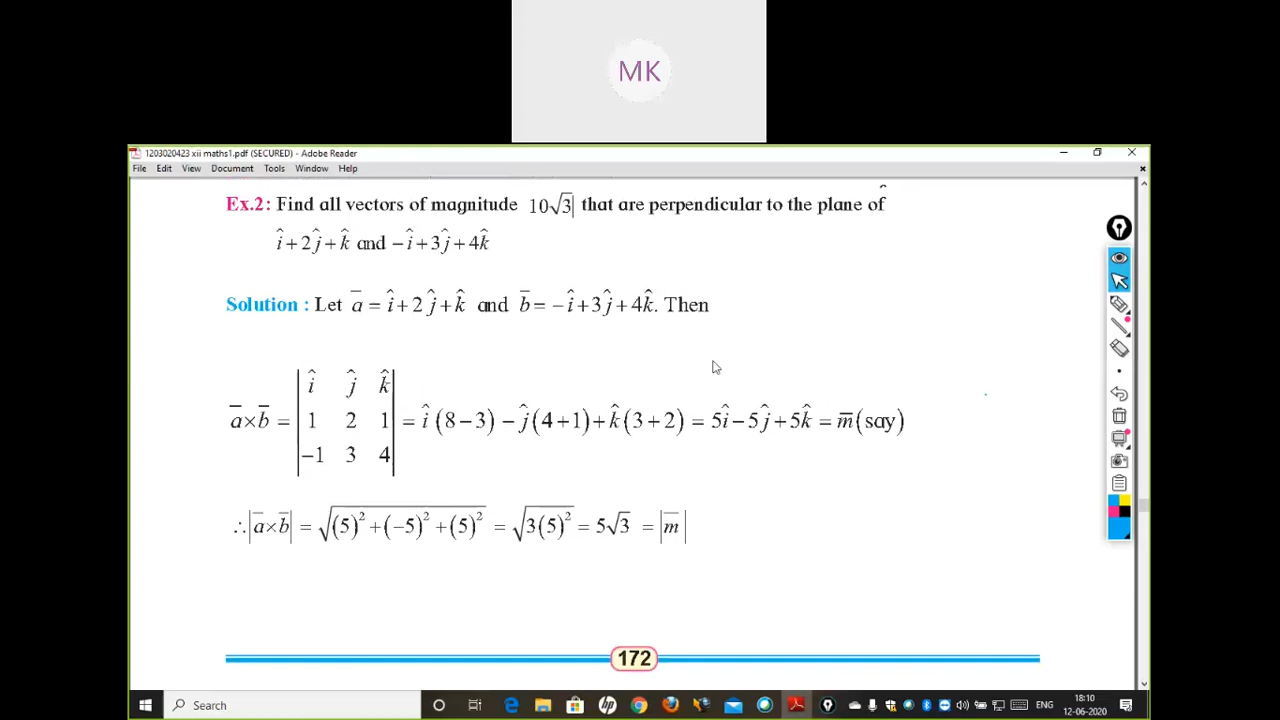 MK
1203020423 xii maths1.pdf (SECURED) - Adobe Reader
File Edit View Document Tools Window Help
Ex.2: Find all vectors of magnitude 10√3 that are perpendicular to the plane of
î + 2ĵ + k̂ and −î + 3ĵ + 4k̂
Solution : Let a̅ = î + 2ĵ + k̂ and b̅ = −î + 3ĵ + 4k̂. Then
a̅×b̅ = | î ĵ k̂ |
| 1 2 1 | = î(8−3) − ĵ(4+1) + k̂(3+2) = 5î − 5ĵ + 5k̂ = m̅ (say)
| −1 3 4 |
∴ |a̅×b̅| = √((5)² + (−5)² + (5)²) = √(3(5)²) = 5√3 = |m̅|
172
Search
hp
ENG
18:10
12-06-2020